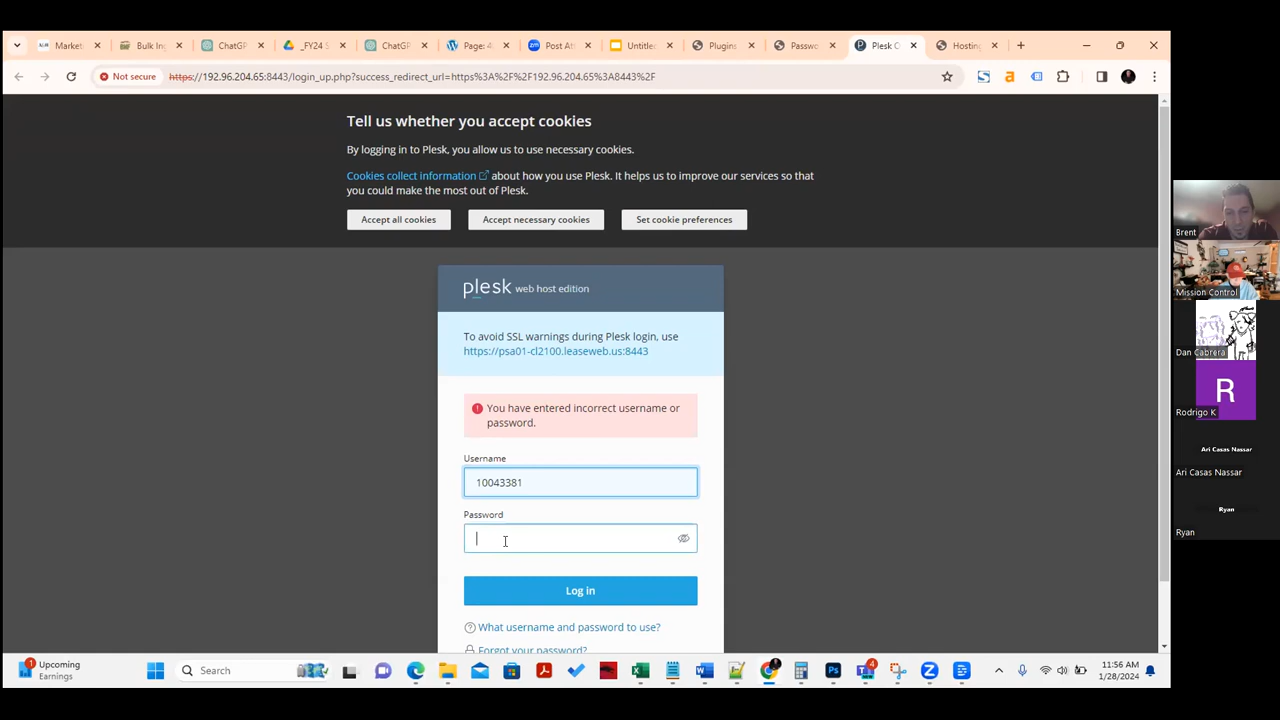 Market
Bulk Ing
ChatGP
_FY24 S
ChatGP
Page: 4
Post Att
Untitle
Plugins
Passwo
Plesk O
Hosting
Not secure
https://192.96.204.65:8443/login_up.php?success_redirect_url=https%3A%2F%2F192.96.204.65%3A8443%2F
Tell us whether you accept cookies
By logging in to Plesk, you allow us to use necessary cookies.
Cookies collect information about how you use Plesk. It helps us to improve our services so that
you could make the most out of Plesk.
Accept all cookies
Accept necessary cookies
Set cookie preferences
plesk web host edition
To avoid SSL warnings during Plesk login, use
https://psa01-cl2100.leaseweb.us:8443
You have entered incorrect username or
password.
Username
10043381
Password
Log in
What username and password to use?
Forgot your password?
Brent
Mission Control
Dan Cabrera
R
Rodrigo K
Ari Casas Nassar
Ari Casas Nassar
Ryan
Ryan
1
Upcoming
Earnings
Search
4
11:56 AM
1/28/2024